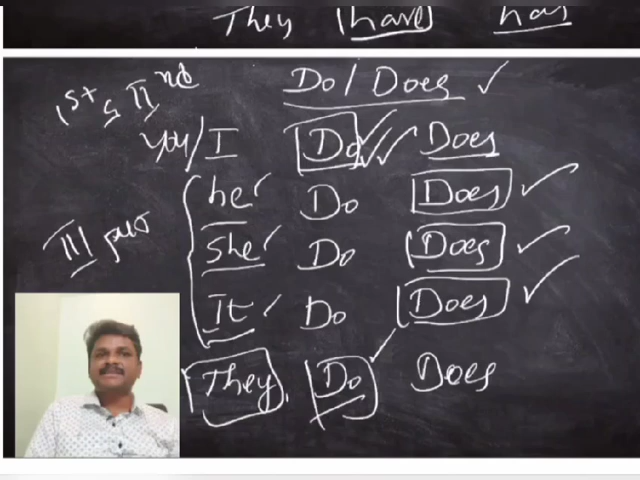 They have has
1st, IInd Do / Does
You/I Do Does
he Do Does
III per
She Do Does
It Do Does
They, Do Does